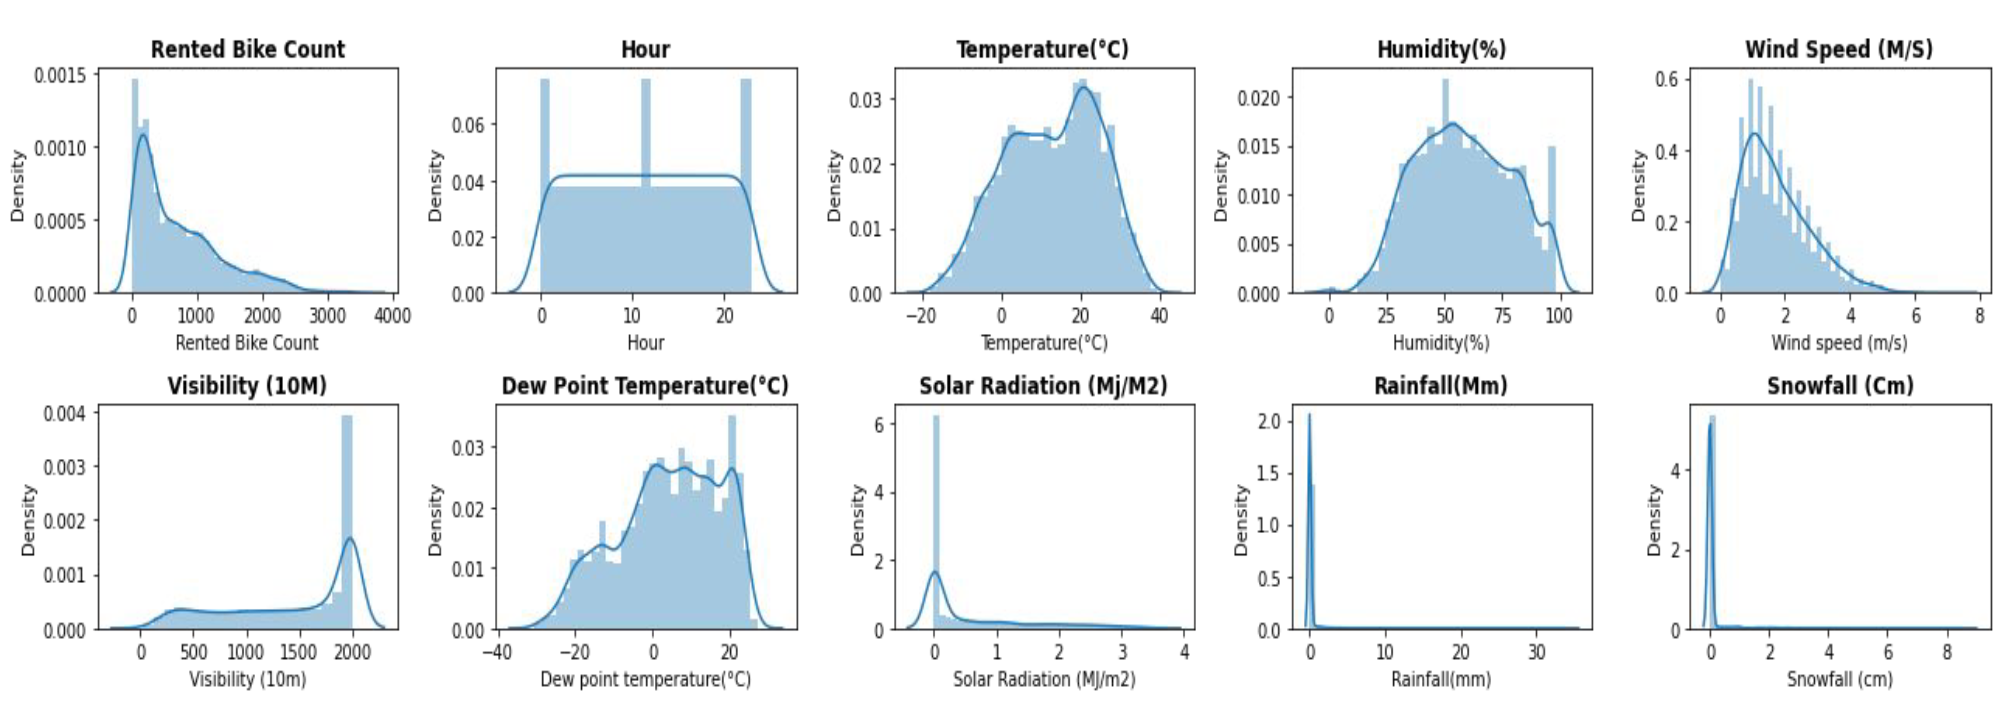 Rented Bike Count
Hour
Temperature(°C)
Humidity(%)
Wind Speed (M/S)
Density
0.0015
0.0010
0.0005
0.0000
0 1000 2000 3000 4000
Rented Bike Count
Density
0.06
0.04
0.02
0.00
0 10 20
Hour
Density
0.03
0.02
0.01
0.00
−20 0 20 40
Temperature(°C)
Density
0.020
0.015
0.010
0.005
0.000
0 25 50 75 100
Humidity(%)
Density
0.6
0.4
0.2
0.0
0 2 4 6 8
Wind speed (m/s)
Visibility (10M)
Dew Point Temperature(°C)
Solar Radiation (Mj/M2)
Rainfall(Mm)
Snowfall (Cm)
Density
0.004
0.003
0.002
0.001
0.000
0 500 1000 1500 2000
Visibility (10m)
Density
0.03
0.02
0.01
0.00
−40 −20 0 20
Dew point temperature(°C)
Density
6
4
2
0
0 1 2 3 4
Solar Radiation (MJ/m2)
Density
2.0
1.5
1.0
0.5
0.0
0 10 20 30
Rainfall(mm)
Density
4
2
0
0 2 4 6 8
Snowfall (cm)